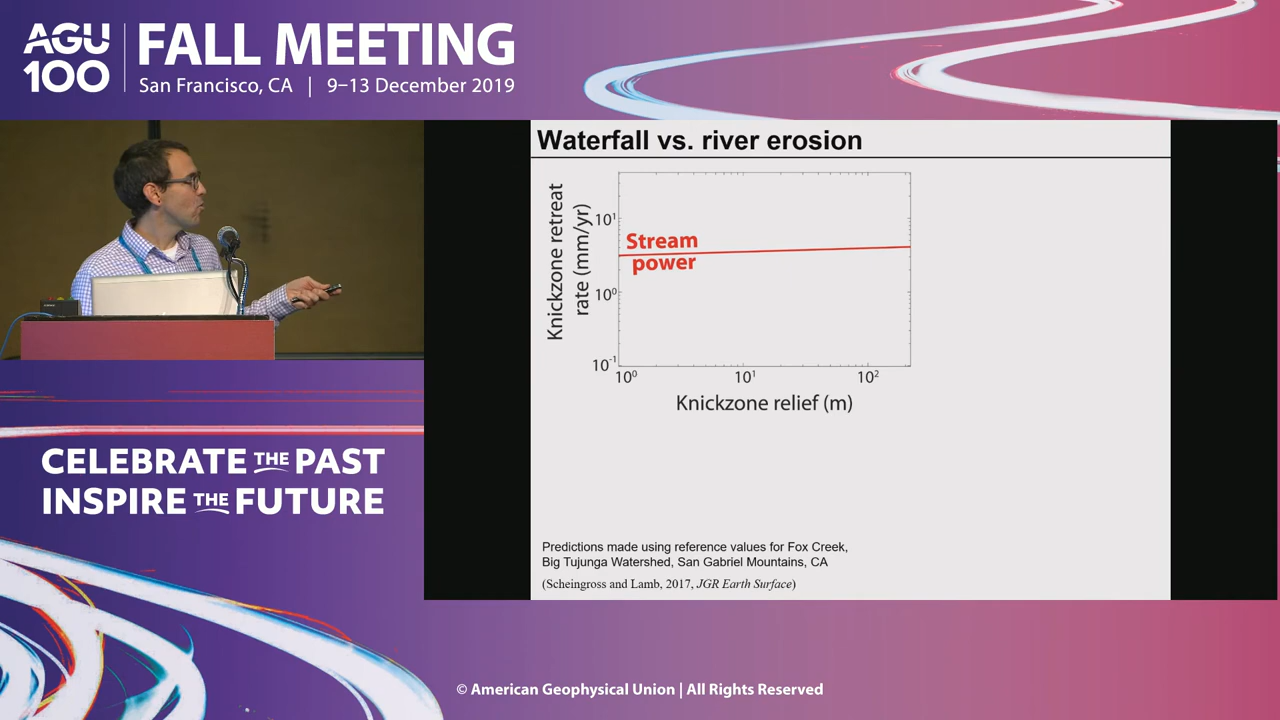 AGU
100
FALL MEETING
San Francisco, CA | 9–13 December 2019
Waterfall vs. river erosion
Knickzone retreat
rate (mm/yr)
10¹
10⁰
10⁻¹
Stream
power
10⁰ 10¹ 10²
Knickzone relief (m)
Predictions made using reference values for Fox Creek,
Big Tujunga Watershed, San Gabriel Mountains, CA
(Scheingross and Lamb, 2017, JGR Earth Surface)
CELEBRATE THE PAST
INSPIRE THE FUTURE
© American Geophysical Union | All Rights Reserved